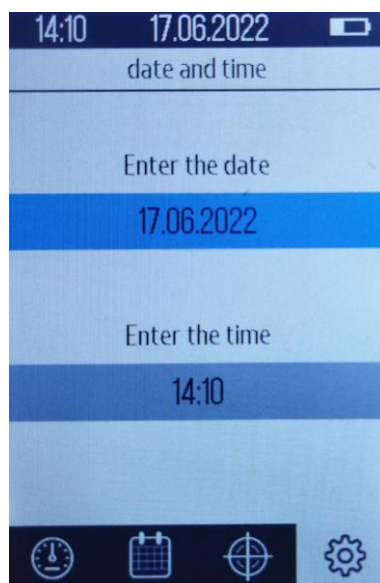 14:10 17.06.2022
date and time
Enter the date
17.06.2022
Enter the time
14:10